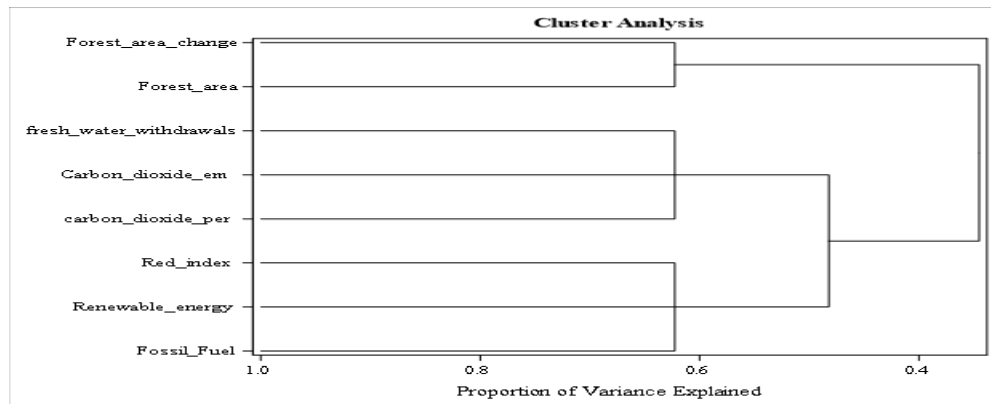 Cluster Analysis
Forest_area_change
Forest_area
fresh_water_withdrawals
Carbon_dioxide_em
carbon_dioxide_per
Red_index
Renewable_energy
Fossil_Fuel
1.0 0.8 0.6 0.4
Proportion of Variance Explained